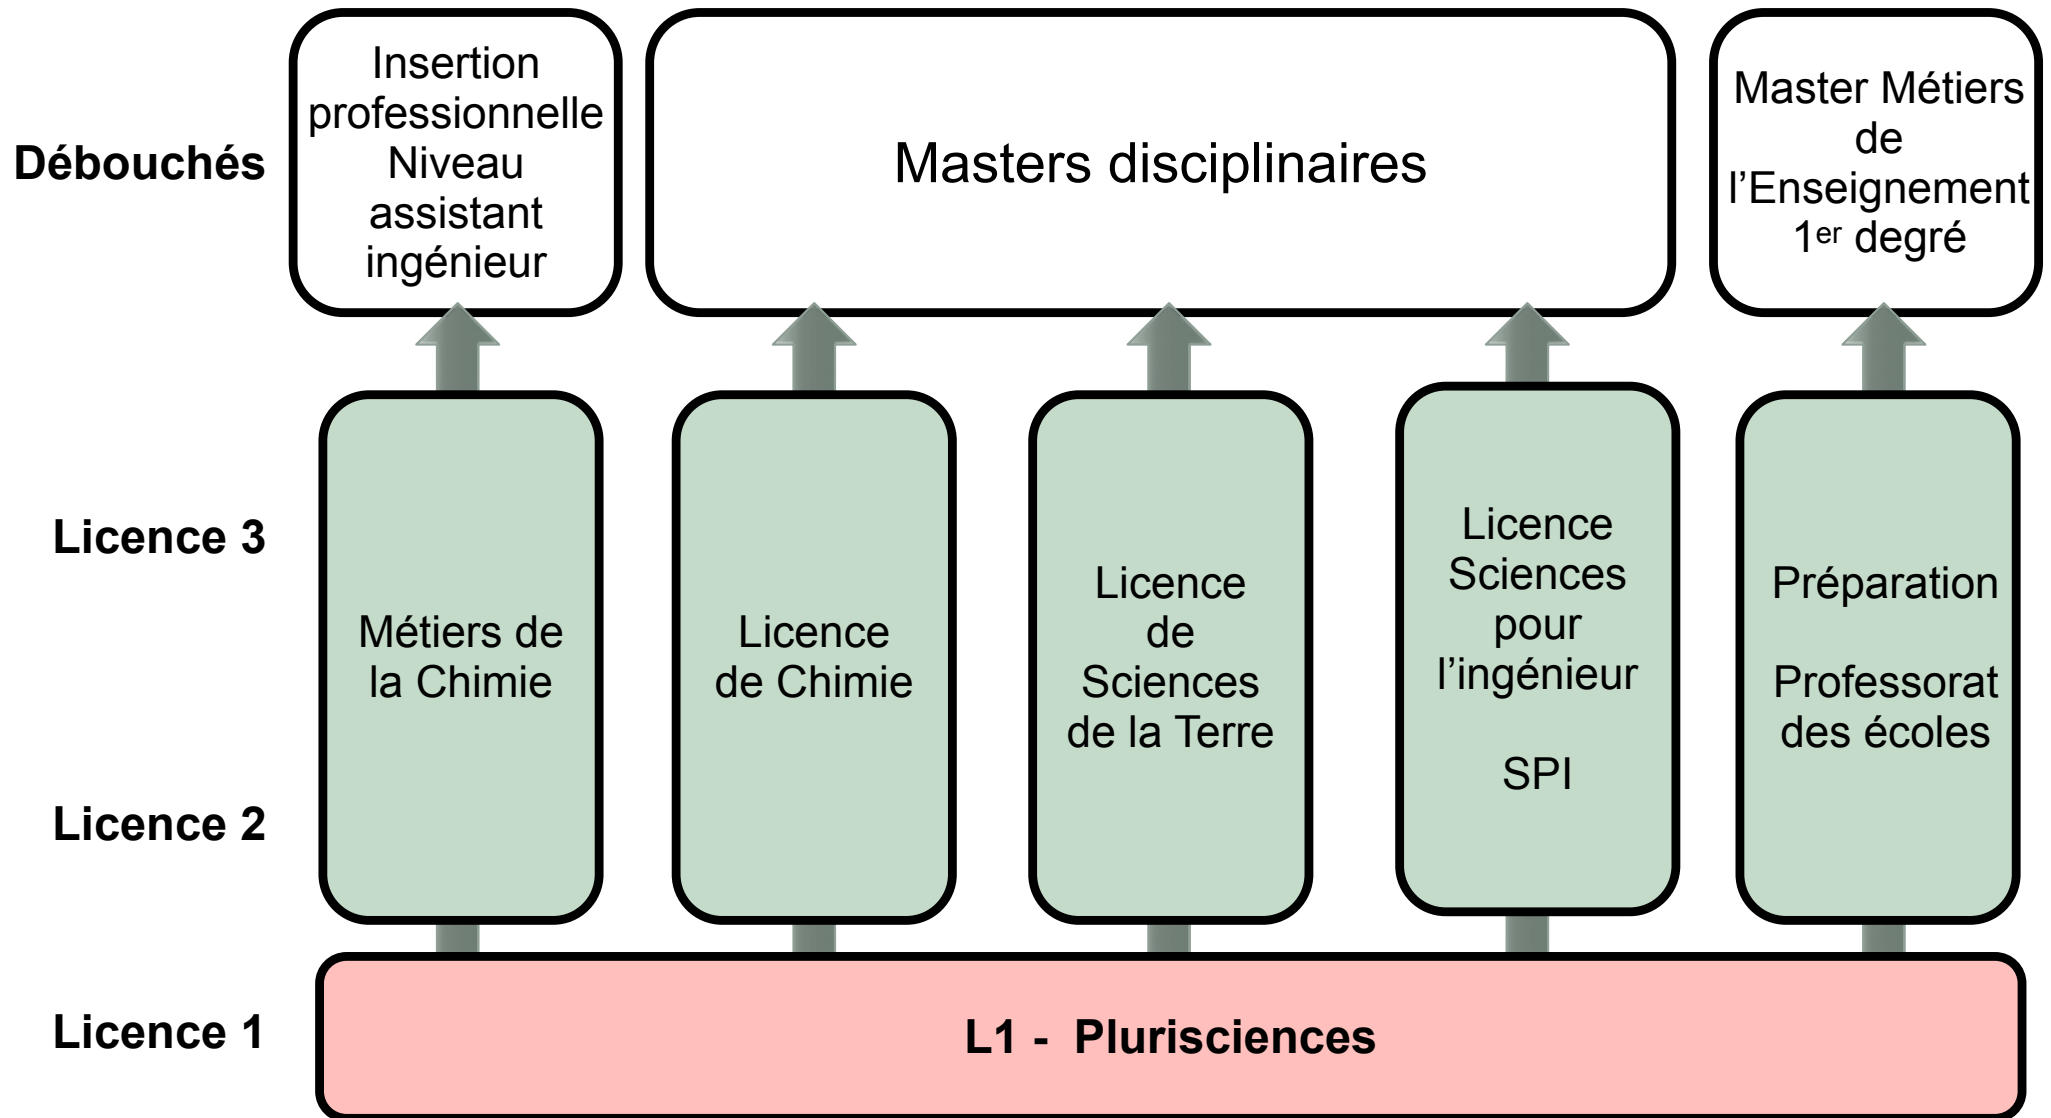 Débouchés
Insertion
professionnelle
Niveau
assistant
ingénieur
Masters disciplinaires
Master Métiers
de
l’Enseignement
1er degré
Licence 3
Licence 2
Métiers de
la Chimie
Licence
de Chimie
Licence
de
Sciences
de la Terre
Licence
Sciences
pour
l’ingénieur
SPI
Préparation
Professorat
des écoles
Licence 1
L1 - Plurisciences